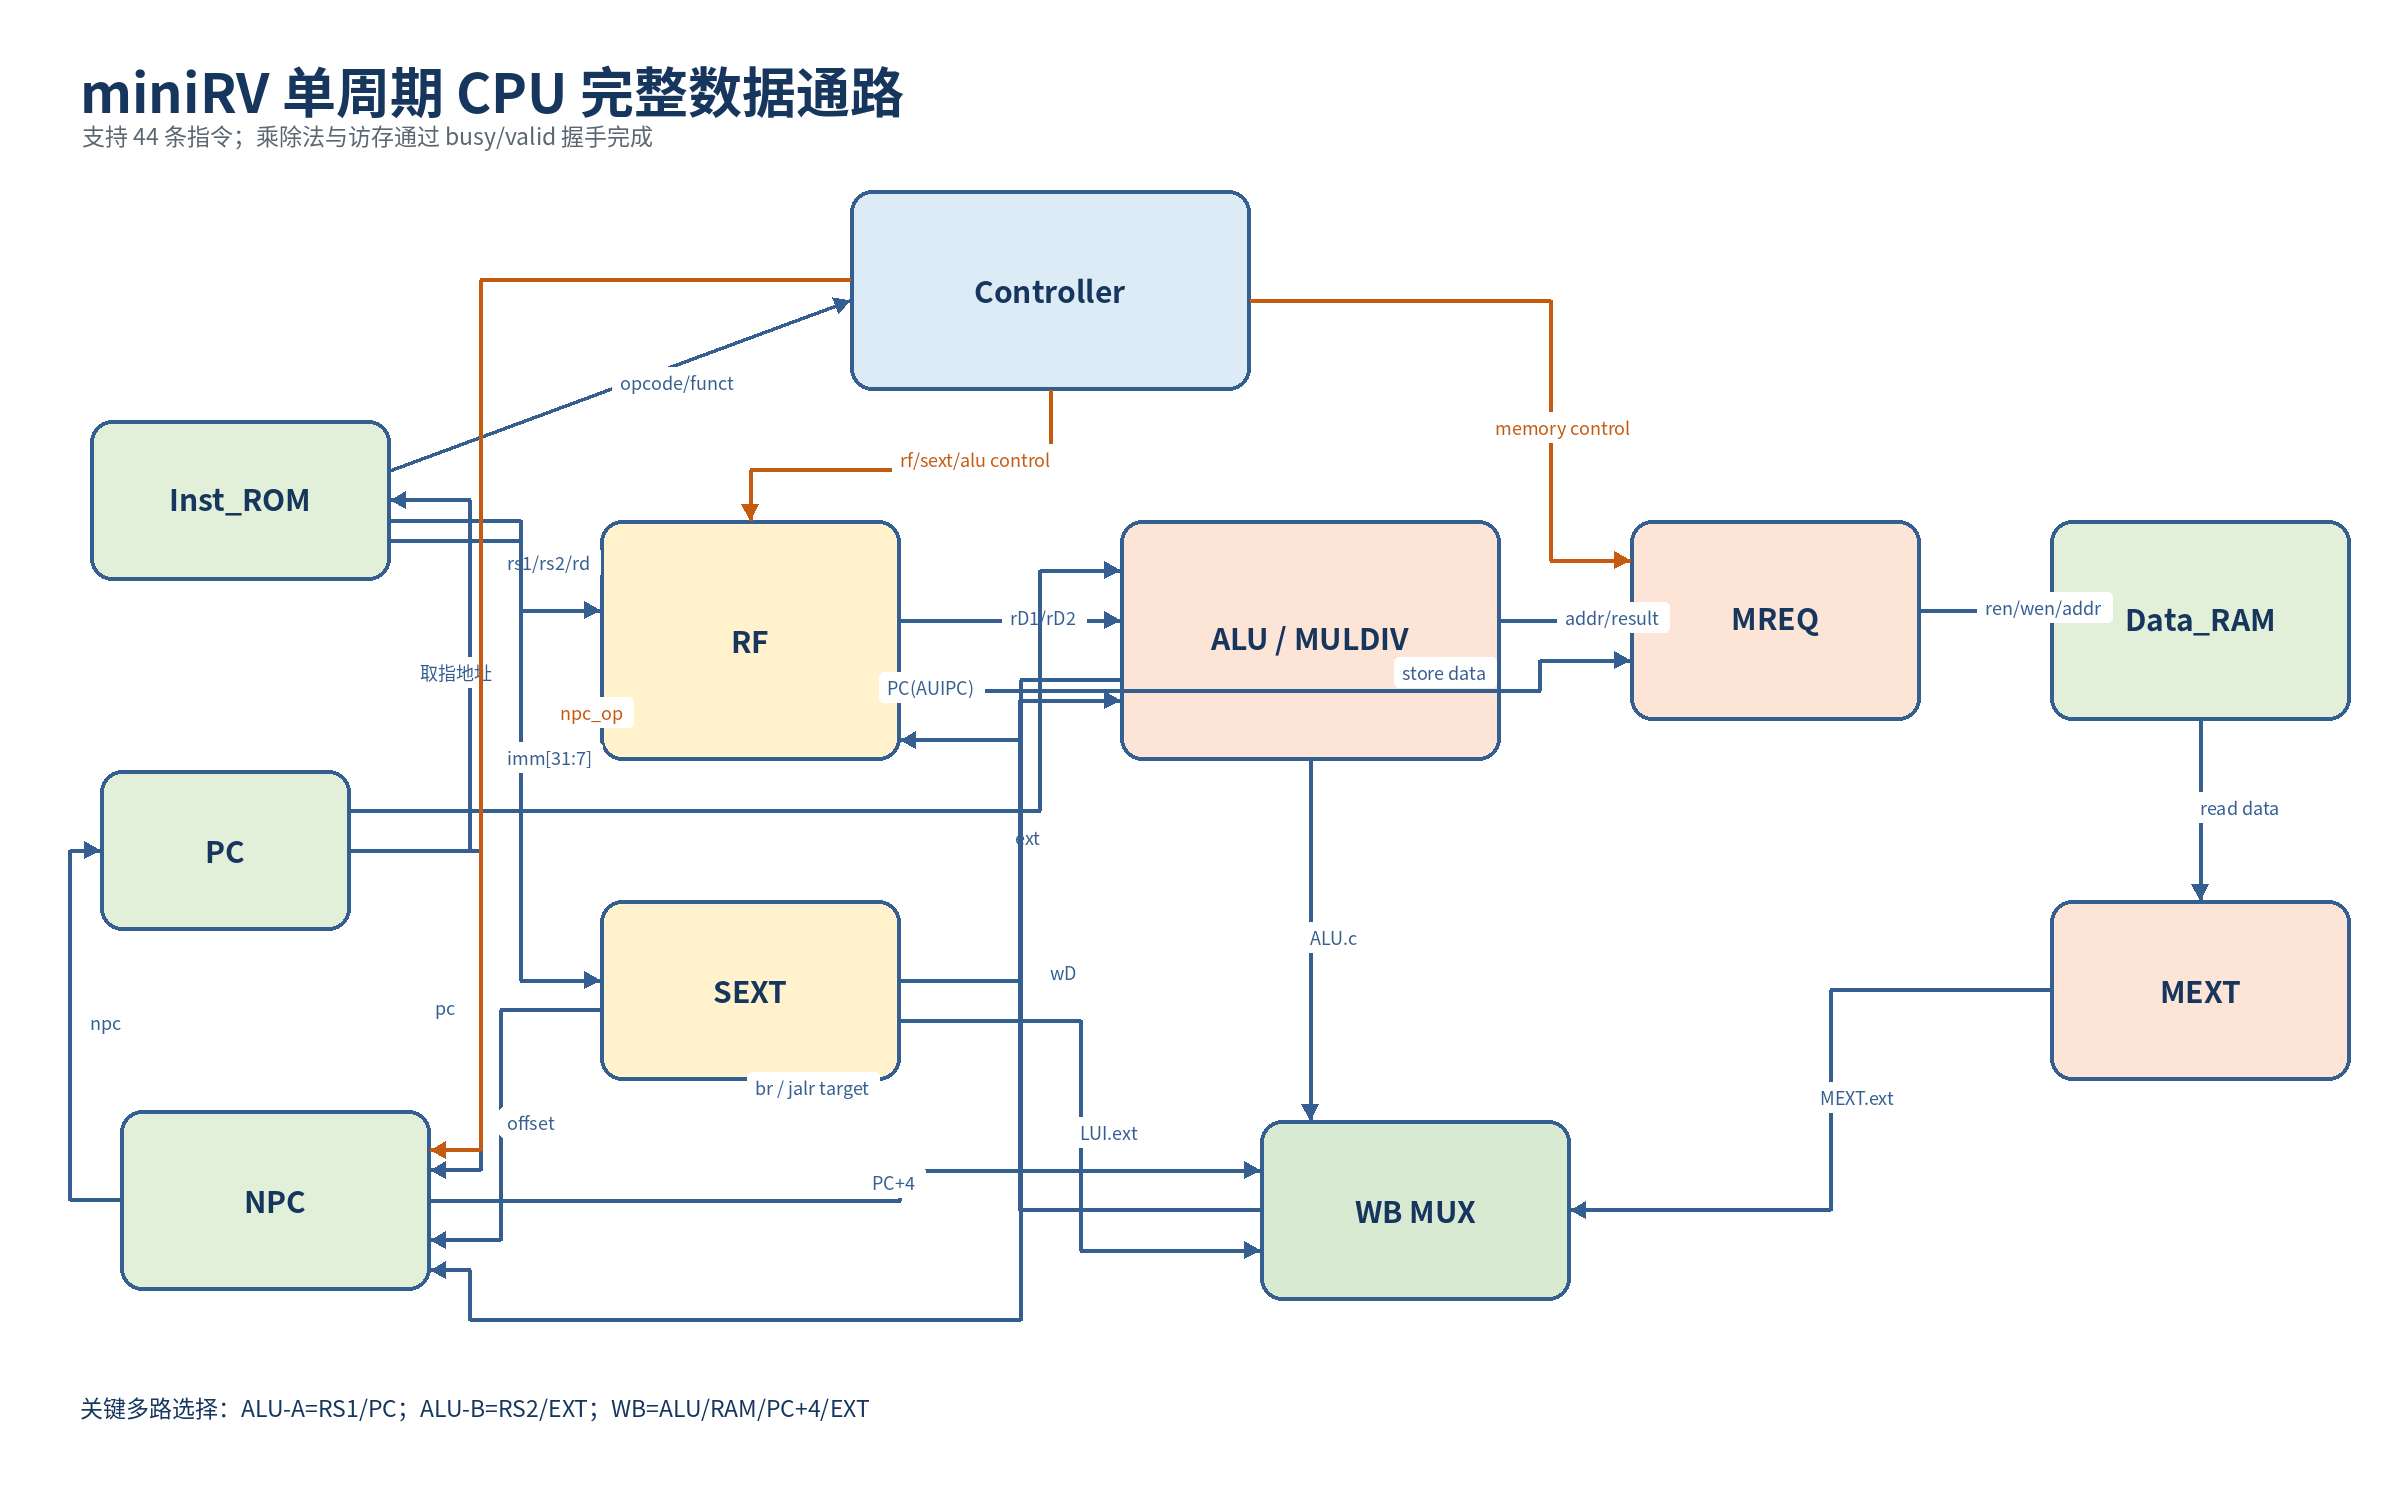 miniRV 单周期 CPU 完整数据通路
支持 44 条指令；乘除法与访存通过 busy/valid 握手完成
Controller
opcode/funct
memory control
rf/sext/alu control
Inst_ROM
rs1/rs2/rd
RF
rD1/rD2
ALU / MULDIV
addr/result
MREQ
ren/wen/addr
Data_RAM
取指地址
PC(AUIPC)
store data
npc_op
imm[31:7]
read data
PC
ext
ALU.c
wD
SEXT
MEXT
npc
pc
br / jalr target
MEXT.ext
offset
LUI.ext
PC+4
NPC
WB MUX
关键多路选择：ALU-A=RS1/PC；ALU-B=RS2/EXT；WB=ALU/RAM/PC+4/EXT